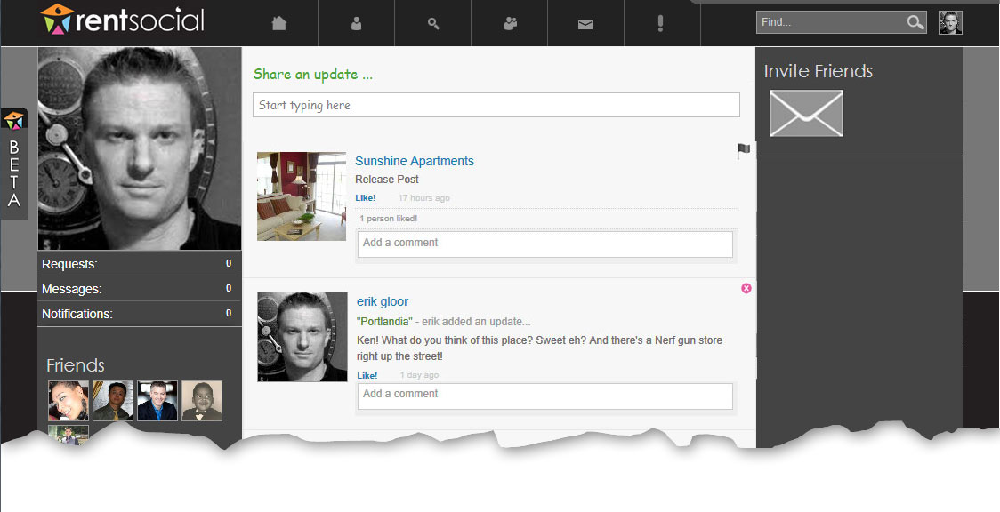 rentsocial
Find...
BETA
Requests: 0
Messages: 0
Notifications: 0
Friends
Share an update ...
Start typing here
Sunshine Apartments
Release Post
Like! 17 hours ago
1 person liked!
Add a comment
erik gloor
"Portlandia" - erik added an update...
Ken! What do you think of this place? Sweet eh? And there's a Nerf gun store
right up the street!
Like! 1 day ago
Add a comment
Invite Friends